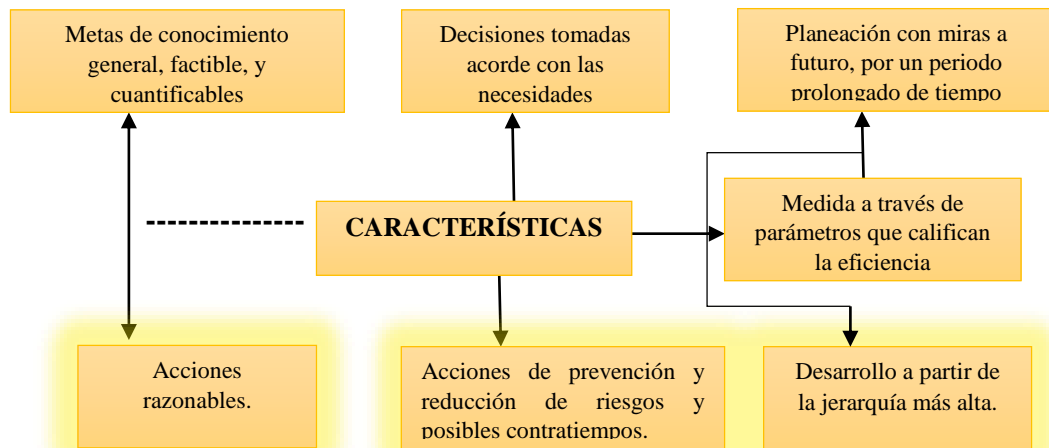 Metas de conocimiento
general, factible, y
cuantificables
Decisiones tomadas
acorde con las
necesidades
Planeación con miras a
futuro, por un periodo
prolongado de tiempo
CARACTERÍSTICAS
Medida a través de
parámetros que califican
la eficiencia
Acciones
razonables.
Acciones de prevención y
reducción de riesgos y
posibles contratiempos.
Desarrollo a partir de
la jerarquía más alta.